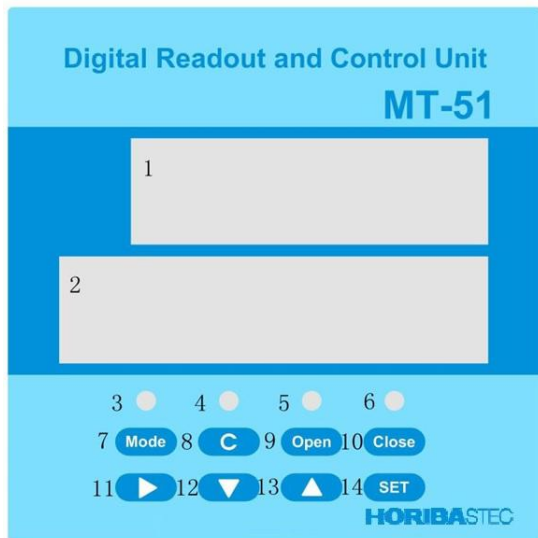 Digital Readout and Control Unit
MT-51
1
2
3 4 5 6
7 Mode 8 C 9 Open 10 Close
11 12 13 14 SET
HORIBASTEC